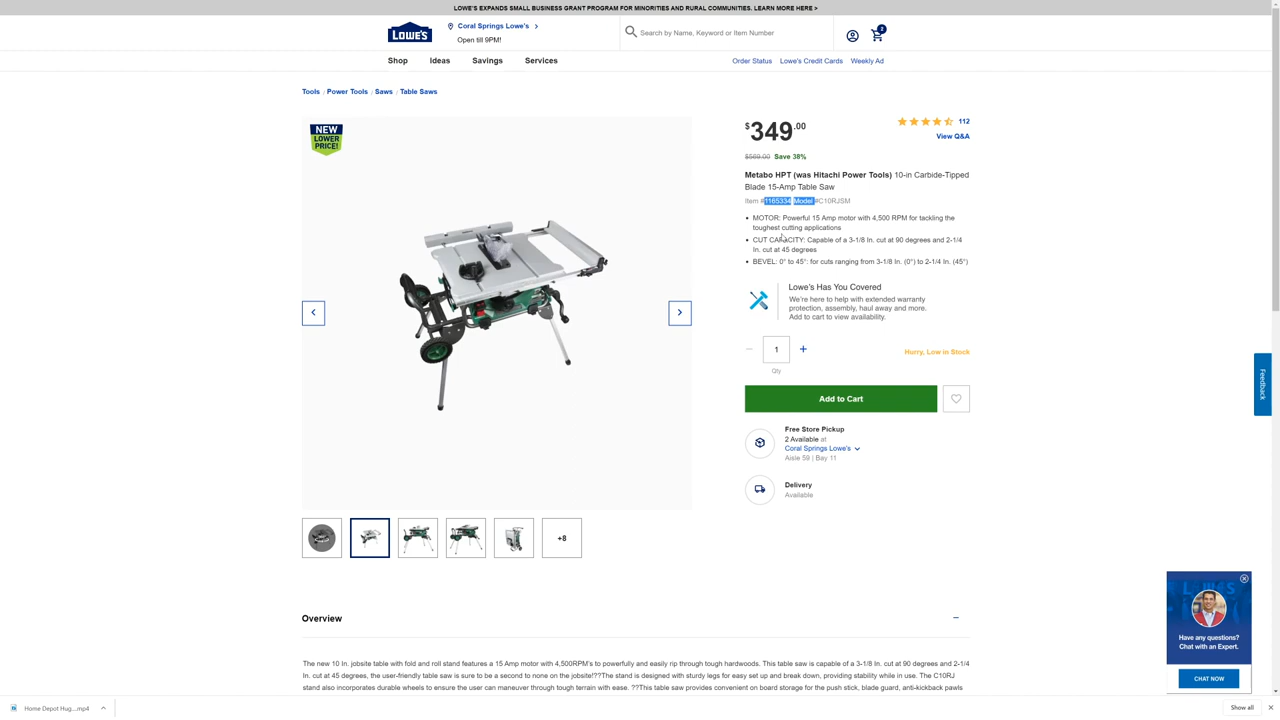 LOWE'S EXPANDS SMALL BUSINESS GRANT PROGRAM FOR MINORITIES AND RURAL COMMUNITIES. LEARN MORE HERE >
LOWE'S
Coral Springs Lowe's >
Open till 9PM!
Search by Name, Keyword or Item Number
2
Shop
Ideas
Savings
Services
Order Status
Lowe's Credit Cards
Weekly Ad
Tools / Power Tools / Saws / Table Saws
NEW
LOWER
PRICE!
$349.00
112
View Q&A
$569.00 Save 38%
Metabo HPT (was Hitachi Power Tools) 10-in Carbide-Tipped
Blade 15-Amp Table Saw
Item #1165334 Model #C10RJSM
• MOTOR: Powerful 15 Amp motor with 4,500 RPM for tackling the
toughest cutting applications
• CUT CAPACITY: Capable of a 3-1/8 In. cut at 90 degrees and 2-1/4
In. cut at 45 degrees
• BEVEL: 0° to 45°: for cuts ranging from 3-1/8 In. (0°) to 2-1/4 In. (45°)
Lowe's Has You Covered
We're here to help with extended warranty
protection, assembly, haul away and more.
Add to cart to view availability.
− 1 +
Hurry, Low in Stock
Qty
Add to Cart
Feedback
Free Store Pickup
2 Available at
Coral Springs Lowe's
Aisle 59 | Bay 11
Delivery
Available
+8
Overview
−
The new 10 In. jobsite table with fold and roll stand features a 15 Amp motor with 4,500RPM's to powerfully and easily rip through tough hardwoods. This table saw is capable of a 3-1/8 In. cut at 90 degrees and 2-1/4
In. cut at 45 degrees, the user-friendly table saw is sure to be a second to none on the jobsite!??The stand is designed with sturdy legs for easy set up and break down, providing stability while in use. The C10RJ
stand also incorporates durable wheels to ensure the user can maneuver through tough terrain with ease. ??This table saw provides convenient on board storage for the push stick, blade guard, anti-kickback pawls
Have any questions?
Chat with an Expert.
CHAT NOW
Home Depot Hug...mp4
Show all